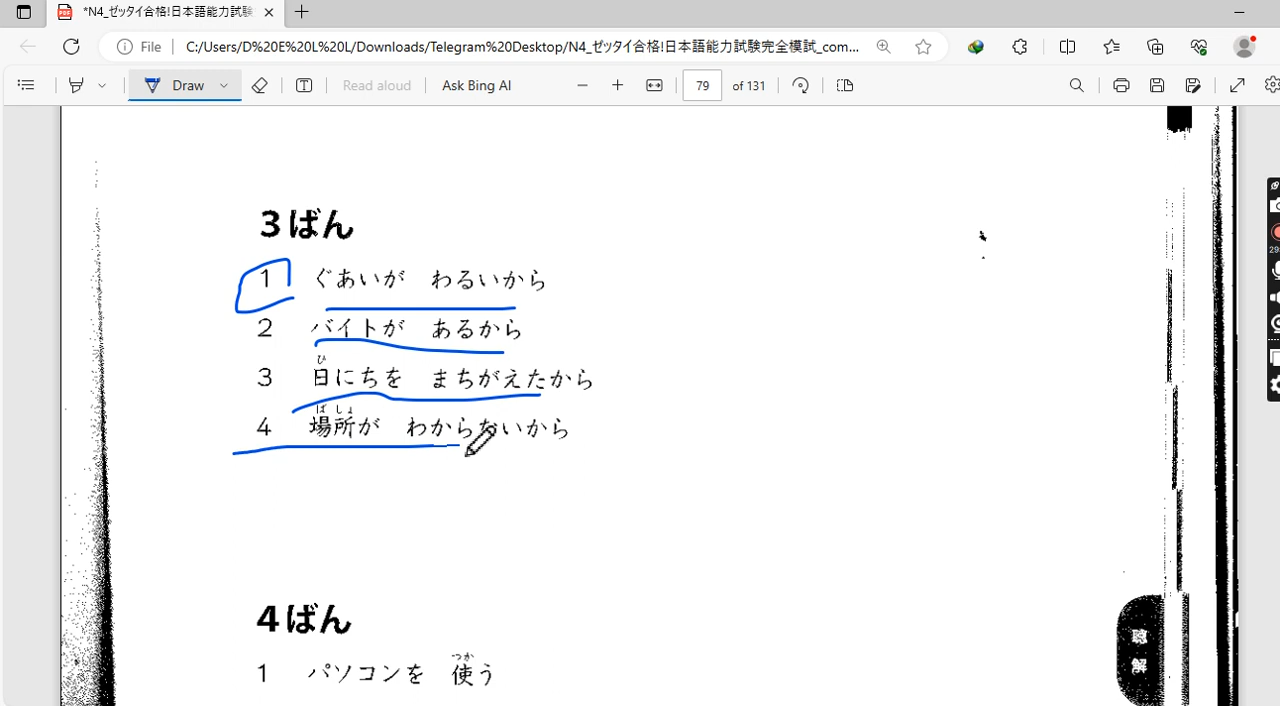 *N4_ゼッタイ合格!日本語能力試験
File C:/Users/D%20E%20L%20L/Downloads/Telegram%20Desktop/N4_ゼッタイ合格!日本語能力試験完全模試_com...
Draw Read aloud Ask Bing AI 79 of 131
3ばん
1 ぐあいが わるいから
2 バイトが あるから
ひ
3 日にちを まちがえたから
ばしょ
4 場所が わからないから
4ばん
つか
1 パソコンを 使う
聴
解